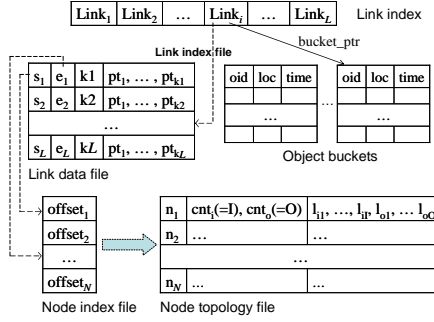 Link1 Link2 … Linki … LinkL Link index
Link index file
bucket_ptr
s1 e1 k1 pt1, … , ptk1
s2 e2 k2 pt1, … , ptk2
…
sL eL kL pt1, … , ptkL
Link data file
oid loc time … oid loc time
… …
Object buckets
offset1
offset2
…
offsetN
Node index file
n1 cnti(=I), cnto(=O) li1, …, liI, lo1, … loO
n2 … …
…
nN … …
Node topology file